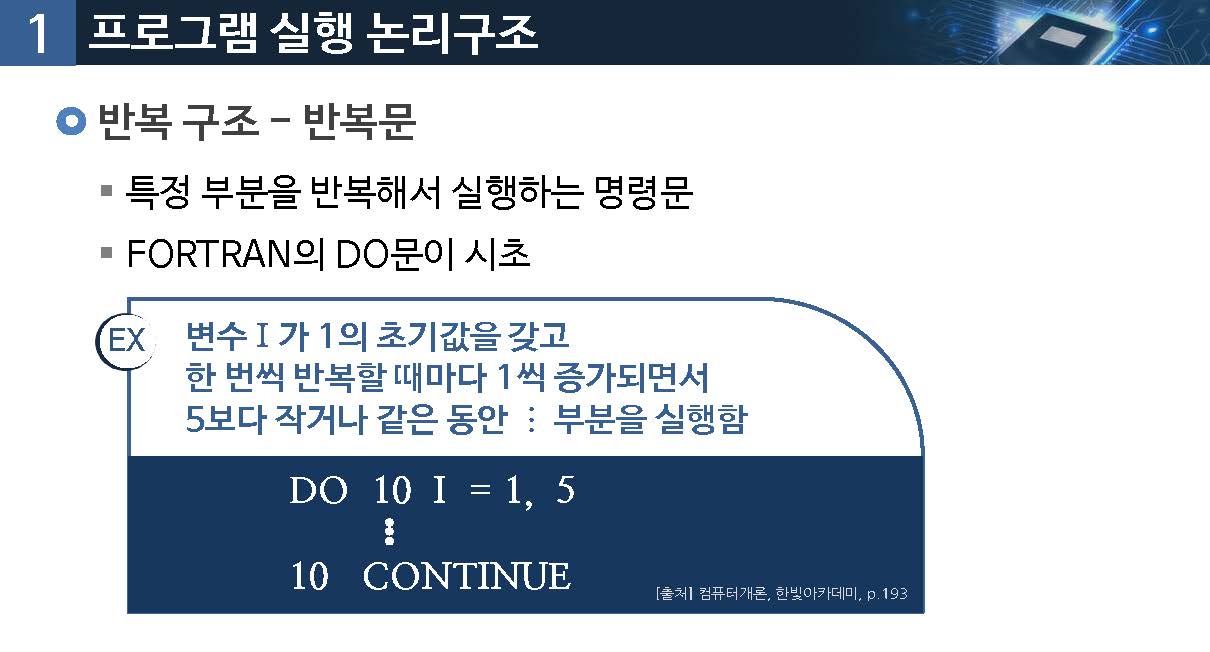 1 프로그램 실행 논리구조
반복 구조 – 반복문
▪ 특정 부분을 반복해서 실행하는 명령문
▪ FORTRAN의 DO문이 시초
EX
변수 I 가 1의 초기값을 갖고
한 번씩 반복할 때마다 1씩 증가되면서
5보다 작거나 같은 동안 ⋮ 부분을 실행함
DO 10 I = 1, 5
⋮
10 CONTINUE
[출처] 컴퓨터개론, 한빛아카데미, p.193